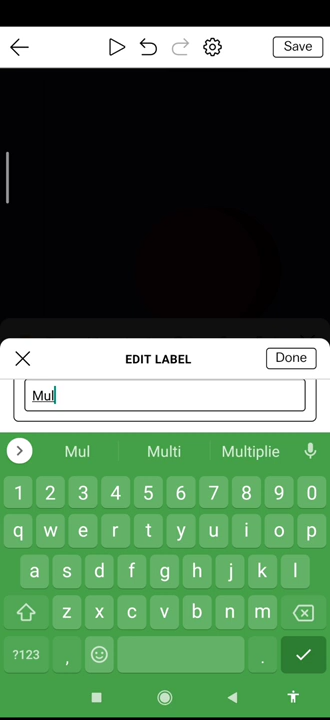 Save
EDIT LABEL
Done
Mul
Mul Multi Multiplie
1 2 3 4 5 6 7 8 9 0
q w e r t y u i o p
a s d f g h j k l
z x c v b n m
?123 , .